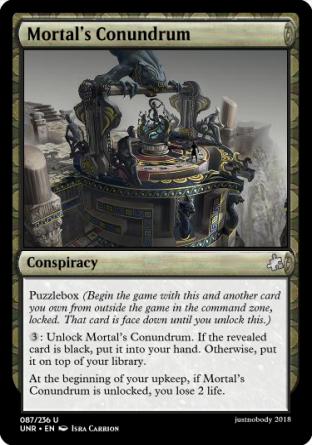 Mortal's Conundrum
Conspiracy
Puzzlebox (Begin the game with this and another card
you own from outside the game in the command zone,
locked. That card is face down until you unlock this.)
③: Unlock Mortal's Conundrum. If the revealed
card is black, put it into your hand. Otherwise, put
it on top of your library.
At the beginning of your upkeep, if Mortal's
Conundrum is unlocked, you lose 2 life.
087/236 U
justnobody 2018
UNR • EN Isra Carrion